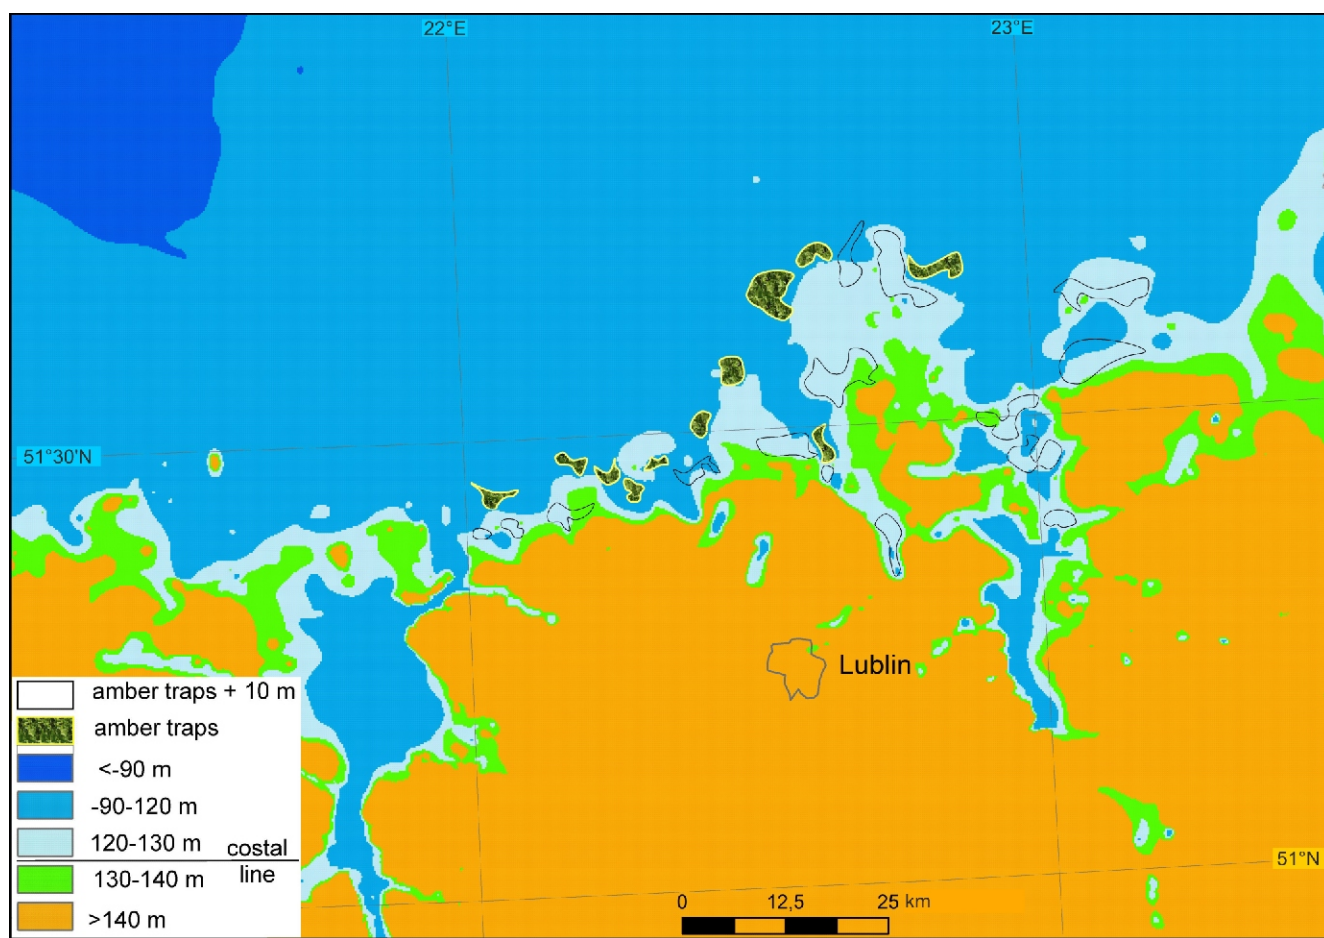 22°E
23°E
51°30'N
Lublin
amber traps + 10 m
amber traps
<-90 m
-90-120 m
120-130 m
costal
line
130-140 m
>140 m
51°N
0
12,5
25 km